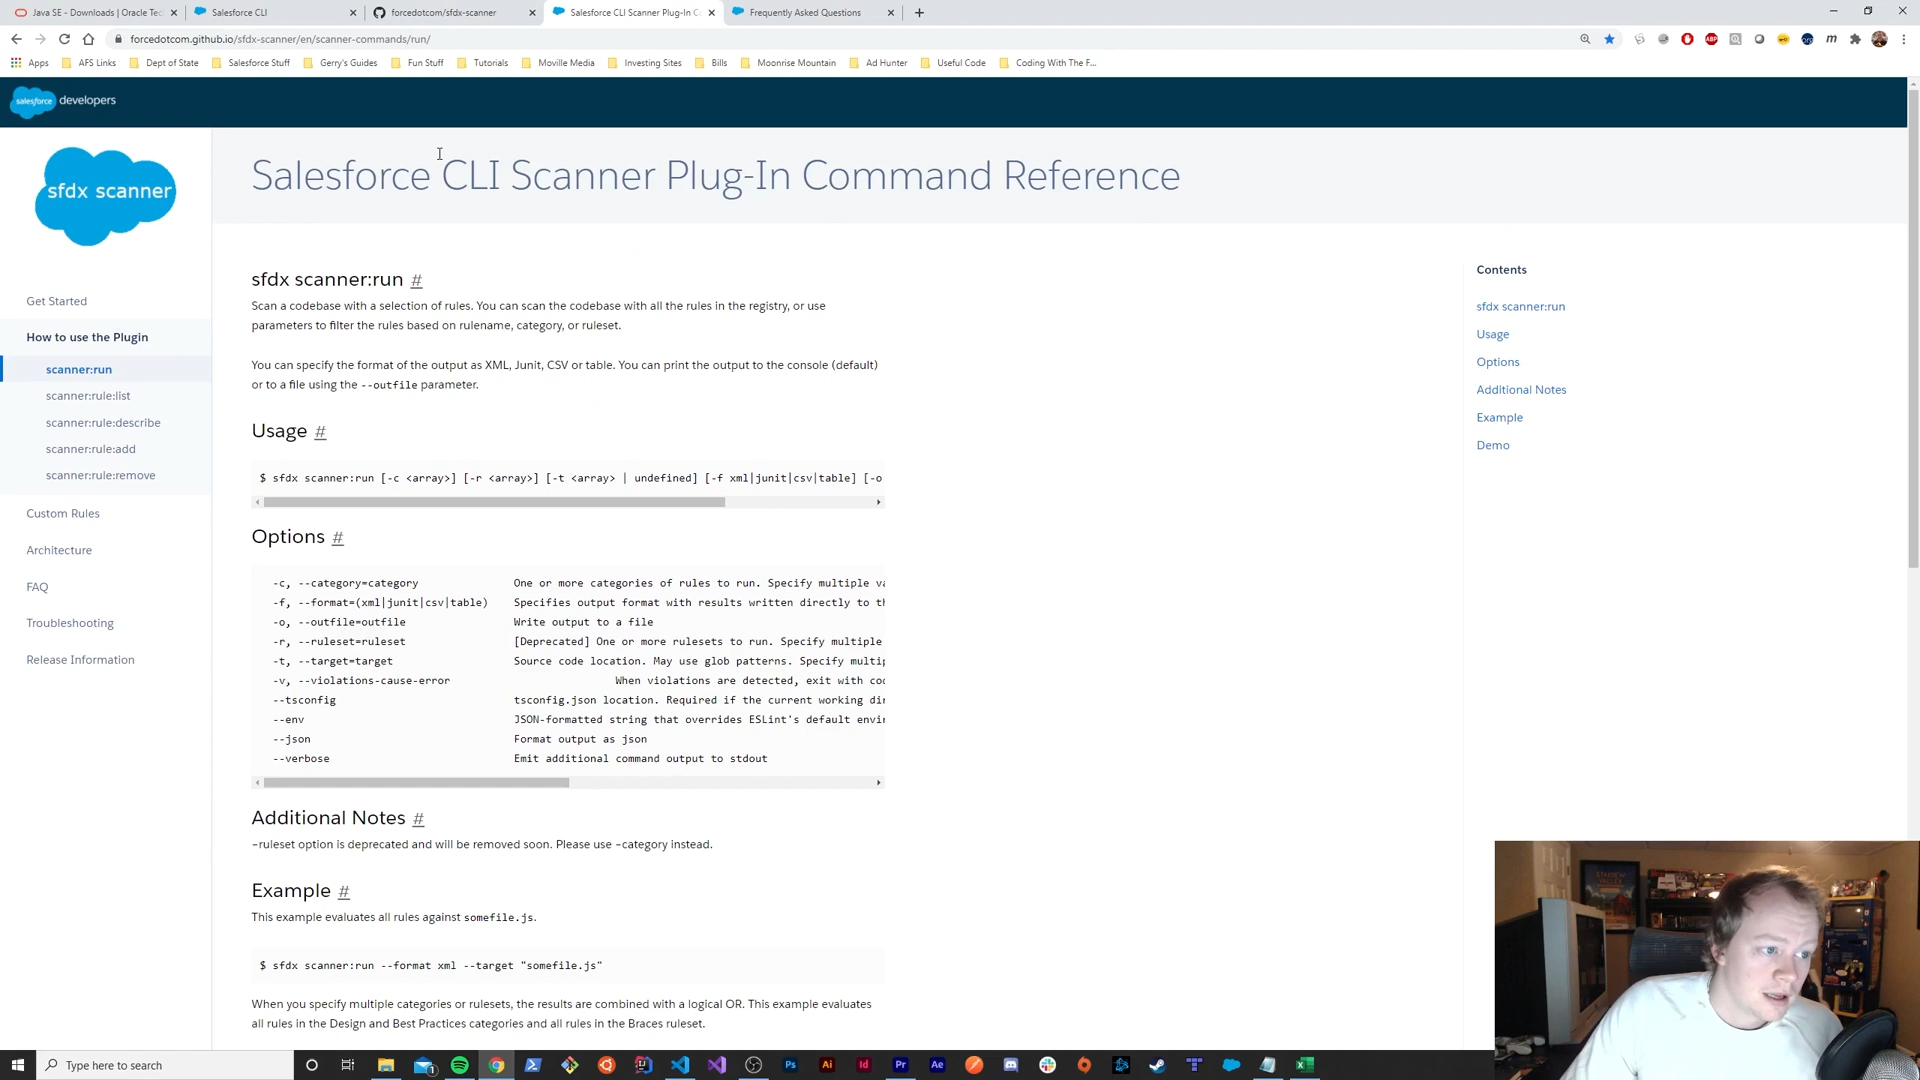 Java SE - Downloads | Oracle Tec
Salesforce CLI
forcedotcom/sfdx-scanner
Salesforce CLI Scanner Plug-In C
Frequently Asked Questions
forcedotcom.github.io/sfdx-scanner/en/scanner-commands/run/
Apps
AFS Links
Dept of State
Salesforce Stuff
Gerry's Guides
Fun Stuff
Tutorials
Moville Media
Investing Sites
Bills
Moonrise Mountain
Ad Hunter
Useful Code
Coding With The F...
salesforce developers
sfdx scanner
Get Started
How to use the Plugin
scanner:run
scanner:rule:list
scanner:rule:describe
scanner:rule:add
scanner:rule:remove
Custom Rules
Architecture
FAQ
Troubleshooting
Release Information
Salesforce CLI Scanner Plug-In Command Reference
sfdx scanner:run #
Scan a codebase with a selection of rules. You can scan the codebase with all the rules in the registry, or use
parameters to filter the rules based on rulename, category, or ruleset.
You can specify the format of the output as XML, Junit, CSV or table. You can print the output to the console (default)
or to a file using the --outfile parameter.
Usage #
$ sfdx scanner:run [-c <array>] [-r <array>] [-t <array> | undefined] [-f xml|junit|csv|table] [-o
Options #
-c, --category=category One or more categories of rules to run. Specify multiple va
-f, --format=(xml|junit|csv|table) Specifies output format with results written directly to th
-o, --outfile=outfile Write output to a file
-r, --ruleset=ruleset [Deprecated] One or more rulesets to run. Specify multiple
-t, --target=target Source code location. May use glob patterns. Specify multip
-v, --violations-cause-error When violations are detected, exit with cod
--tsconfig tsconfig.json location. Required if the current working dir
--env JSON-formatted string that overrides ESLint's default envir
--json Format output as json
--verbose Emit additional command output to stdout
Additional Notes #
–ruleset option is deprecated and will be removed soon. Please use –category instead.
Example #
This example evaluates all rules against somefile.js.
$ sfdx scanner:run --format xml --target "somefile.js"
When you specify multiple categories or rulesets, the results are combined with a logical OR. This example evaluates
all rules in the Design and Best Practices categories and all rules in the Braces ruleset.
Contents
sfdx scanner:run
Usage
Options
Additional Notes
Example
Demo
Type here to search